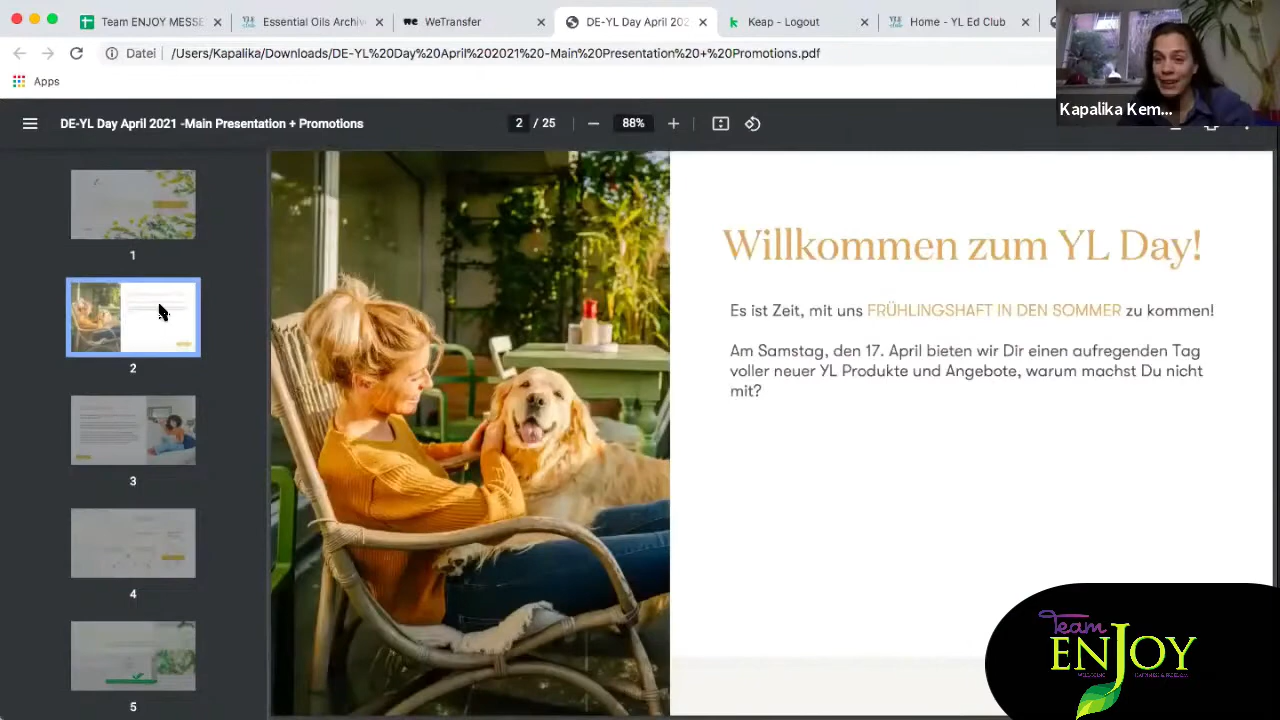 Team ENJOY MESSE
Essential Oils Archiv
WeTransfer
DE-YL Day April 202
Keap - Logout
Home - YL Ed Club
Datei
/Users/Kapalika/Downloads/DE-YL%20Day%20April%202021%20-Main%20Presentation%20+%20Promotions.pdf
Apps
Kapalika Kem...
DE-YL Day April 2021 -Main Presentation + Promotions
2 / 25
88%
1
2
3
4
5
Willkommen zum YL Day!
Es ist Zeit, mit uns FRÜHLINGSHAFT IN DEN SOMMER zu kommen!
Am Samstag, den 17. April bieten wir Dir einen aufregenden Tag
voller neuer YL Produkte und Angebote, warum machst Du nicht
mit?
Team
ENJOY